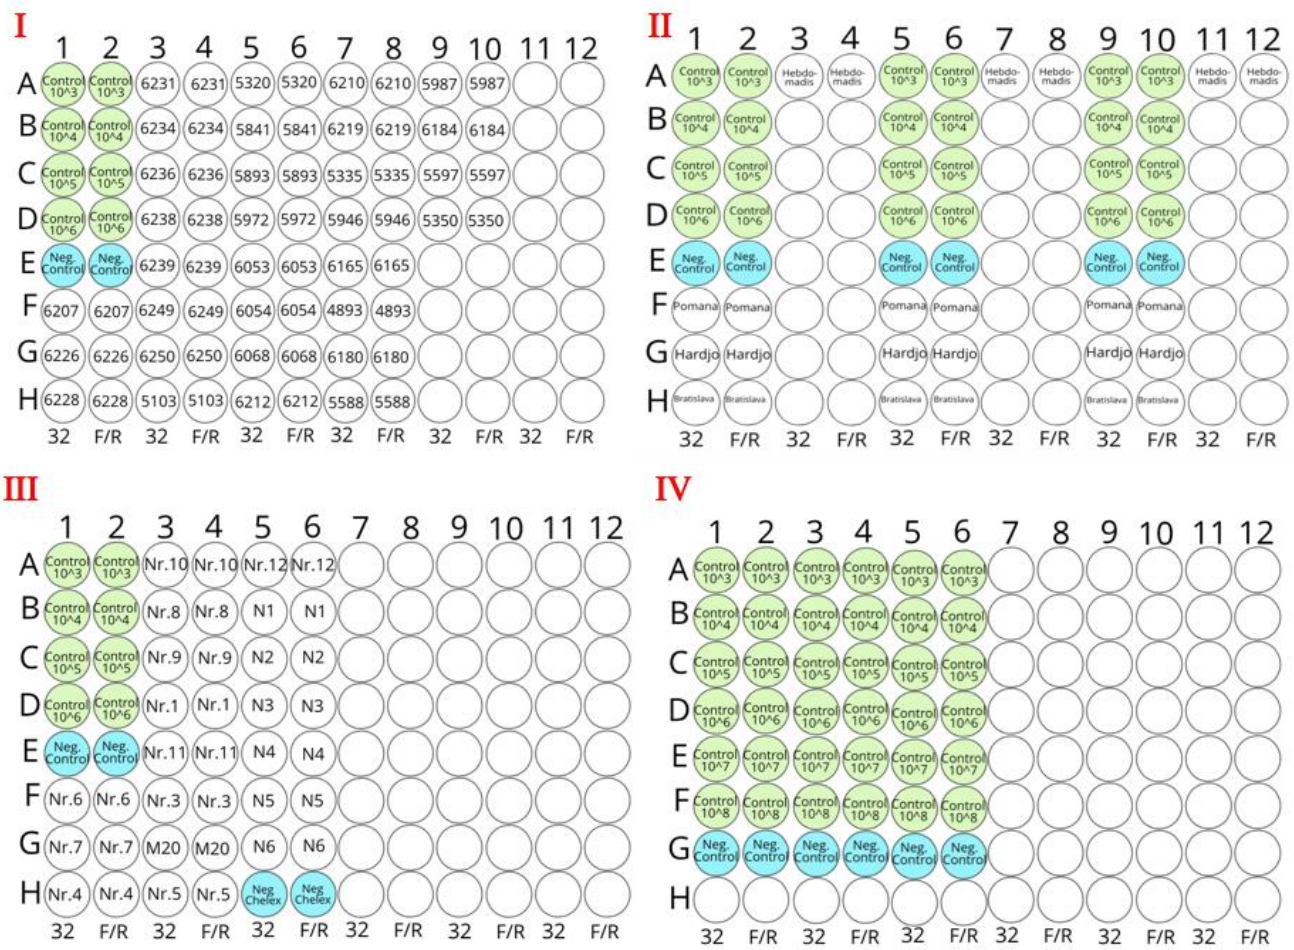 I
1 2 3 4 5 6 7 8 9 10 11 12
A Control 10^3 Control 10^3 6231 6231 5320 5320 6210 6210 5987 5987
B Control 10^4 Control 10^4 6234 6234 5841 5841 6219 6219 6184 6184
C Control 10^5 Control 10^5 6236 6236 5893 5893 5335 5335 5597 5597
D Control 10^6 Control 10^6 6238 6238 5972 5972 5946 5946 5350 5350
E Neg. Control Neg. Control 6239 6239 6053 6053 6165 6165
F 6207 6207 6249 6249 6054 6054 4893 4893
G 6226 6226 6250 6250 6068 6068 6180 6180
H 6228 6228 5103 5103 6212 6212 5588 5588
32 F/R 32 F/R 32 F/R 32 F/R 32 F/R 32 F/R
II
1 2 3 4 5 6 7 8 9 10 11 12
A Control 10^3 Control 10^3 Hebdo-madis Hebdo-madis Control 10^3 Control 10^3 Hebdo-madis Hebdo-madis Control 10^3 Control 10^3 Hebdo-madis Hebdo-madis
B Control 10^4 Control 10^4 Control 10^4 Control 10^4 Control 10^4 Control 10^4
C Control 10^5 Control 10^5 Control 10^5 Control 10^5 Control 10^5 Control 10^5
D Control 10^6 Control 10^6 Control 10^6 Control 10^6 Control 10^6 Control 10^6
E Neg. Control Neg. Control Neg. Control Neg. Control Neg. Control Neg. Control
F Pomana Pomana Pomana Pomana Pomana Pomana
G Hardjo Hardjo Hardjo Hardjo Hardjo Hardjo
H Bratislava Bratislava Bratislava Bratislava Bratislava Bratislava
32 F/R 32 F/R 32 F/R 32 F/R 32 F/R 32 F/R
III
1 2 3 4 5 6 7 8 9 10 11 12
A Control 10^3 Control 10^3 Nr.10 Nr.10 Nr.12 Nr.12
B Control 10^4 Control 10^4 Nr.8 Nr.8 N1 N1
C Control 10^5 Control 10^5 Nr.9 Nr.9 N2 N2
D Control 10^6 Control 10^6 Nr.1 Nr.1 N3 N3
E Neg. Control Neg. Control Nr.11 Nr.11 N4 N4
F Nr.6 Nr.6 Nr.3 Nr.3 N5 N5
G Nr.7 Nr.7 M20 M20 N6 N6
H Nr.4 Nr.4 Nr.5 Nr.5 Neg Chelex Neg Chelex
32 F/R 32 F/R 32 F/R 32 F/R 32 F/R 32 F/R
IV
1 2 3 4 5 6 7 8 9 10 11 12
A Control 10^3 Control 10^3 Control 10^3 Control 10^3 Control 10^3 Control 10^3
B Control 10^4 Control 10^4 Control 10^4 Control 10^4 Control 10^4 Control 10^4
C Control 10^5 Control 10^5 Control 10^5 Control 10^5 Control 10^5 Control 10^5
D Control 10^6 Control 10^6 Control 10^6 Control 10^6 Control 10^6 Control 10^6
E Control 10^7 Control 10^7 Control 10^7 Control 10^7 Control 10^7 Control 10^7
F Control 10^8 Control 10^8 Control 10^8 Control 10^8 Control 10^8 Control 10^8
G Neg. Control Neg. Control Neg. Control Neg. Control Neg. Control Neg. Control
H
32 F/R 32 F/R 32 F/R 32 F/R 32 F/R 32 F/R